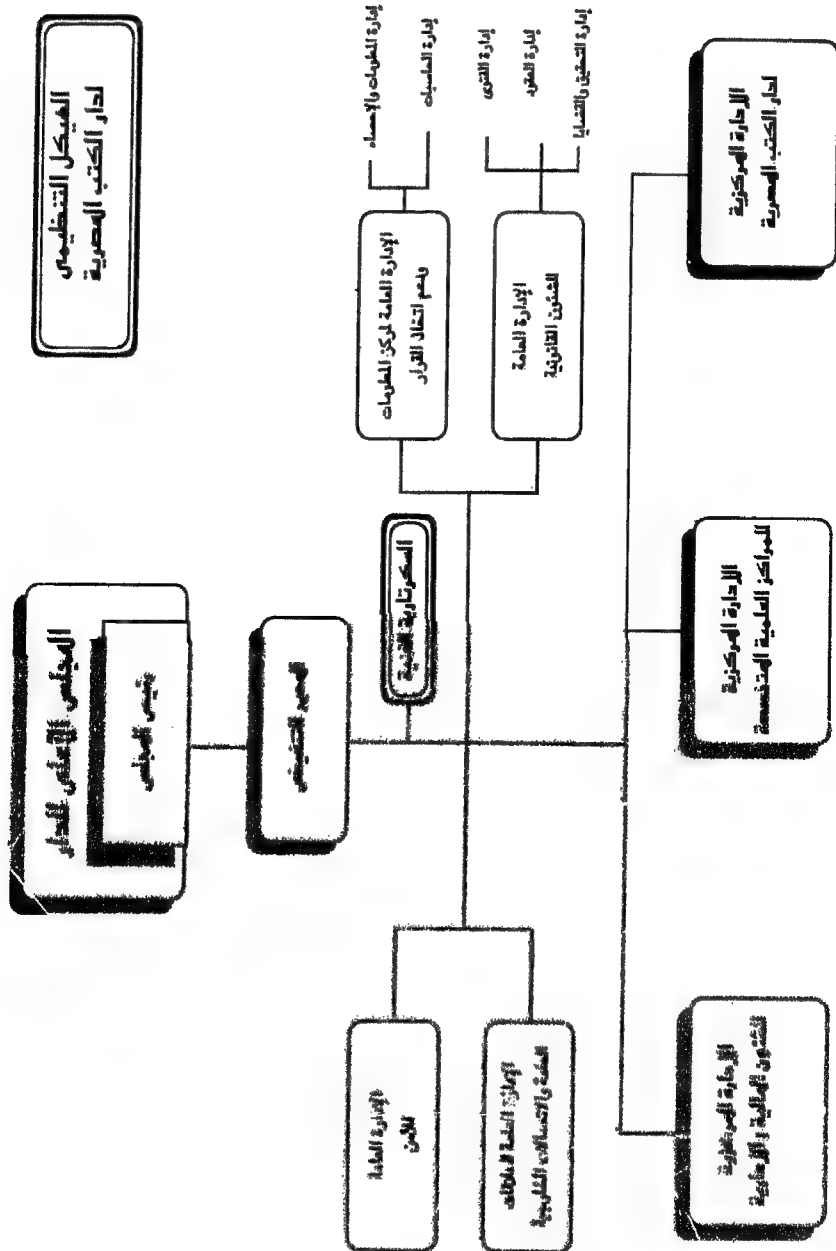 الهيكل التنظيمى
لدار الكتب المصرية
المجلس الأعلى للدار
رئيس المجلس
المدير التنفيذى
السكرتارية الفنية
الإدارة العامة لمركز المعلومات
ودعم اتخاذ القرار
إدارة المعلومات والإحصاء
إدارة الحاسبات
الإدارة العامة
للشئون القانونية
إدارة الفتوى
إدارة العقود
إدارة التحقيق والقضايا
الإدارة العامة
للأمن
الإدارة العامة للعلاقات
العامة والاتصالات الخارجية
الإدارة المركزية
لدار الكتب المصرية
الإدارة المركزية
للمراكز العلمية المتخصصة
الإدارة المركزية
للشئون المالية والإدارية